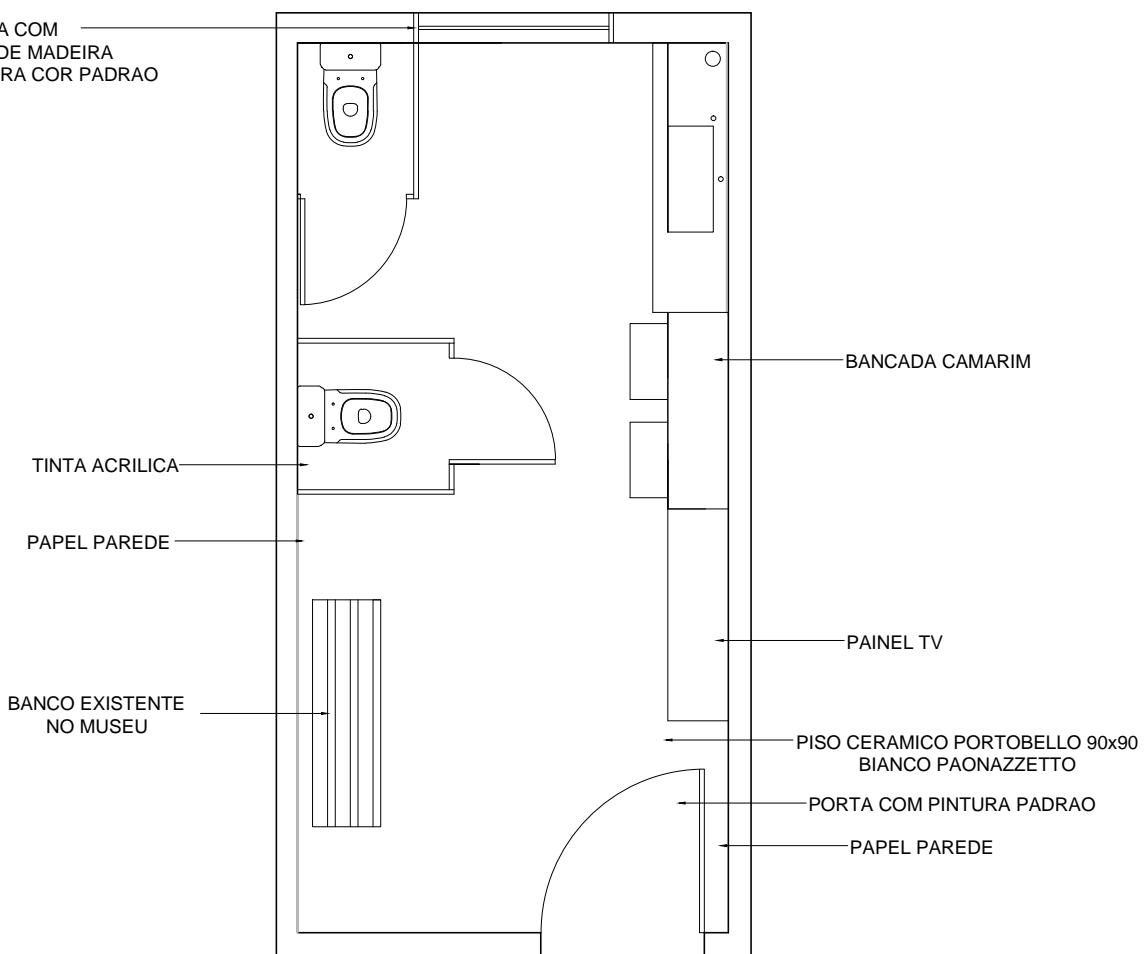 A COM
DE MADEIRA
RA COR PADRAO
BANCADA CAMARIM
TINTA ACRILICA
PAPEL PAREDE
PAINEL TV
BANCO EXISTENTE
NO MUSEU
PISO CERAMICO PORTOBELLO 90x90
BIANCO PAONAZZETTO
PORTA COM PINTURA PADRAO
PAPEL PAREDE